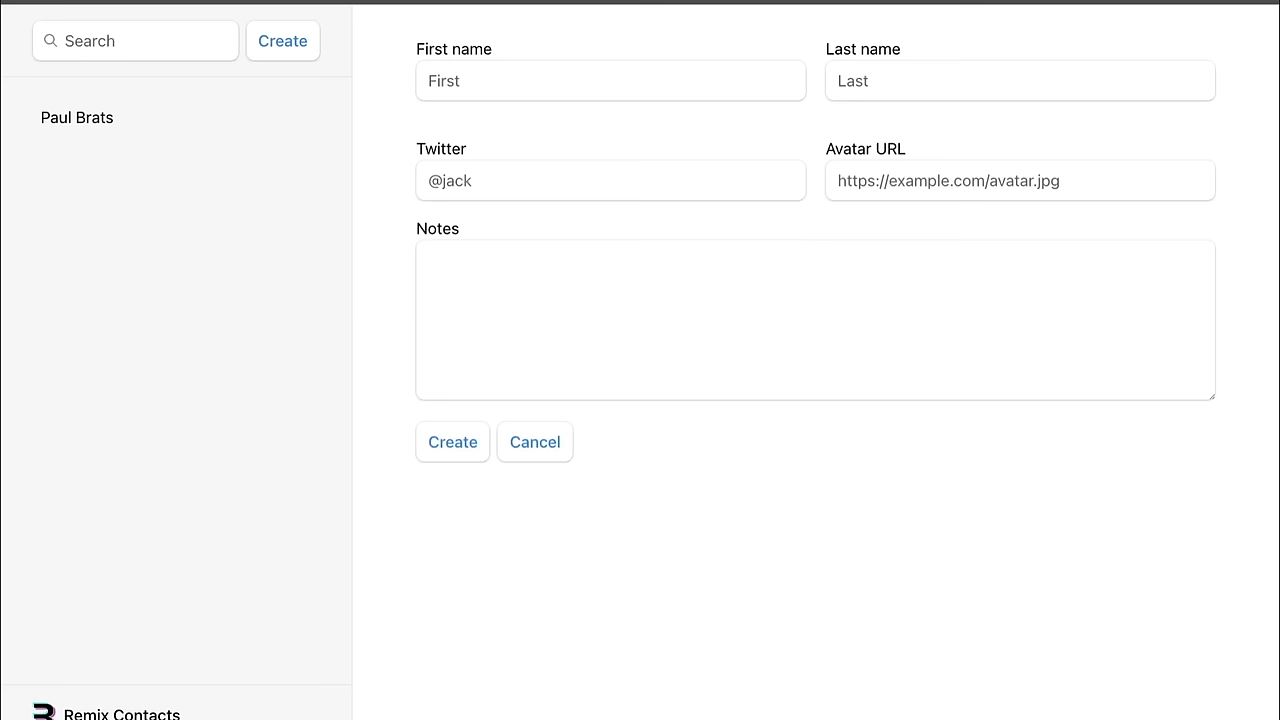 Search
Create
Paul Brats
Remix Contacts
First name
First
Last name
Last
Twitter
@jack
Avatar URL
https://example.com/avatar.jpg
Notes
Create
Cancel